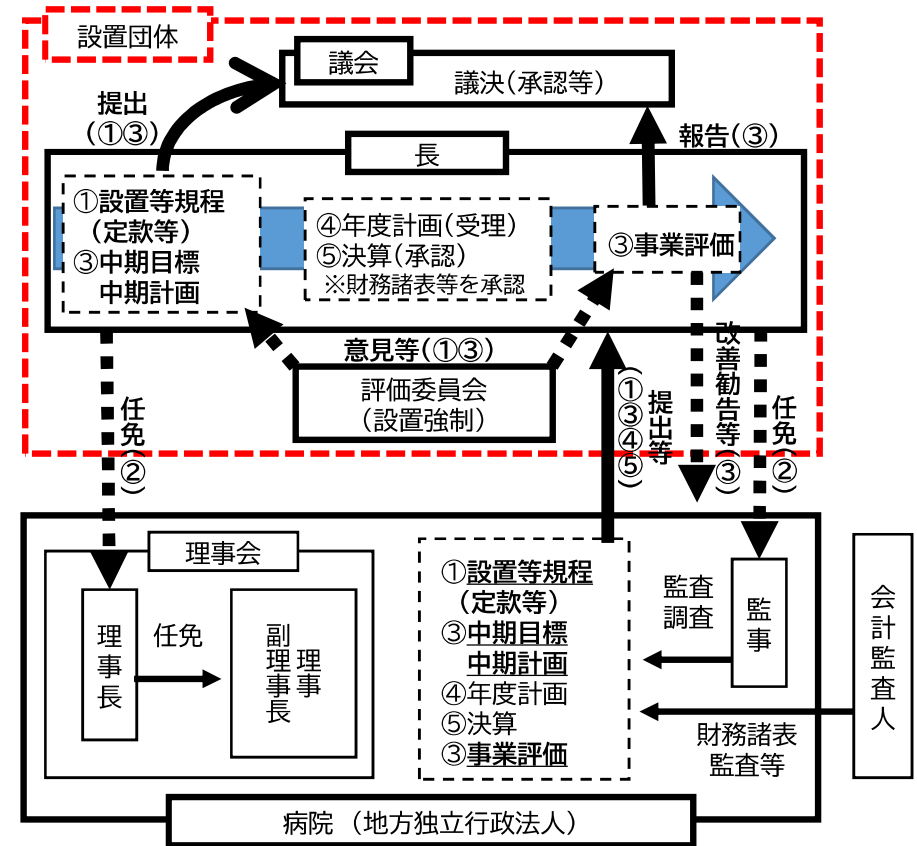 設置団体
議会
議決（承認等）
提出
（①③）
報告（③）
長
①設置等規程
（定款等）
③中期目標
中期計画
④年度計画（受理）
⑤決算（承認）
※財務諸表等を承認
③事業評価
意見等（①③）
評価委員会
（設置強制）
任免（②）
提出等
（①③④⑤）
改善勧告等（③）
任免（②）
理事会
理事長
任免
副理事長
理事
①設置等規程
（定款等）
③中期目標
中期計画
④年度計画
⑤決算
③事業評価
監査
調査
監事
会計監査人
財務諸表
監査等
病院（地方独立行政法人）